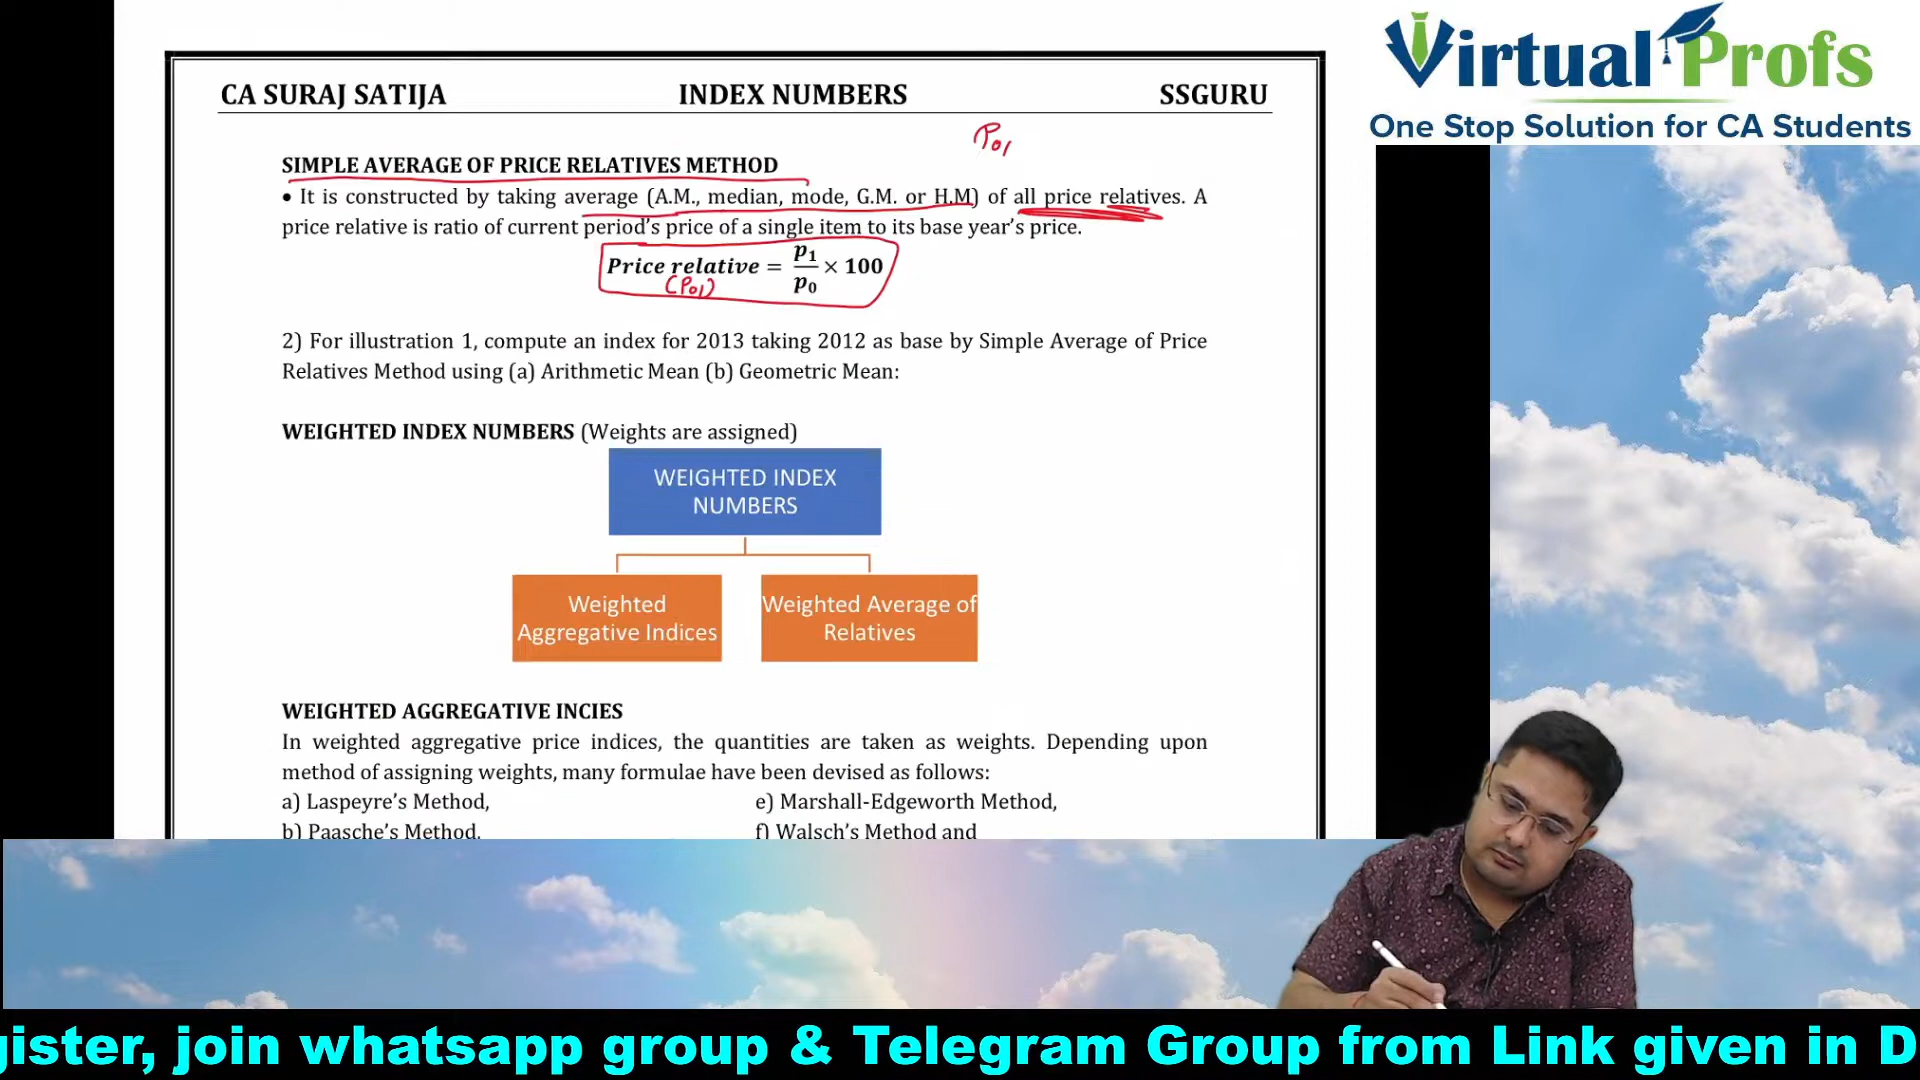 Virtual Profs
One Stop Solution for CA Students
CA SURAJ SATIJA INDEX NUMBERS SSGURU
P01
SIMPLE AVERAGE OF PRICE RELATIVES METHOD
• It is constructed by taking average (A.M., median, mode, G.M. or H.M) of all price relatives. A
price relative is ratio of current period's price of a single item to its base year's price.
Price relative = p1/p0 × 100
(P01)
2) For illustration 1, compute an index for 2013 taking 2012 as base by Simple Average of Price
Relatives Method using (a) Arithmetic Mean (b) Geometric Mean:
WEIGHTED INDEX NUMBERS (Weights are assigned)
WEIGHTED INDEX
NUMBERS
Weighted
Aggregative Indices
Weighted Average of
Relatives
WEIGHTED AGGREGATIVE INCIES
In weighted aggregative price indices, the quantities are taken as weights. Depending upon
method of assigning weights, many formulae have been devised as follows:
a) Laspeyre's Method, e) Marshall-Edgeworth Method,
b) Paasche's Method, f) Walsch's Method and
gister, join whatsapp group & Telegram Group from Link given in D